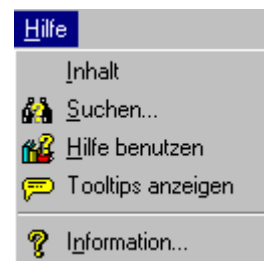 Hilfe
Inhalt
Suchen...
Hilfe benutzen
Tooltips anzeigen
Information...